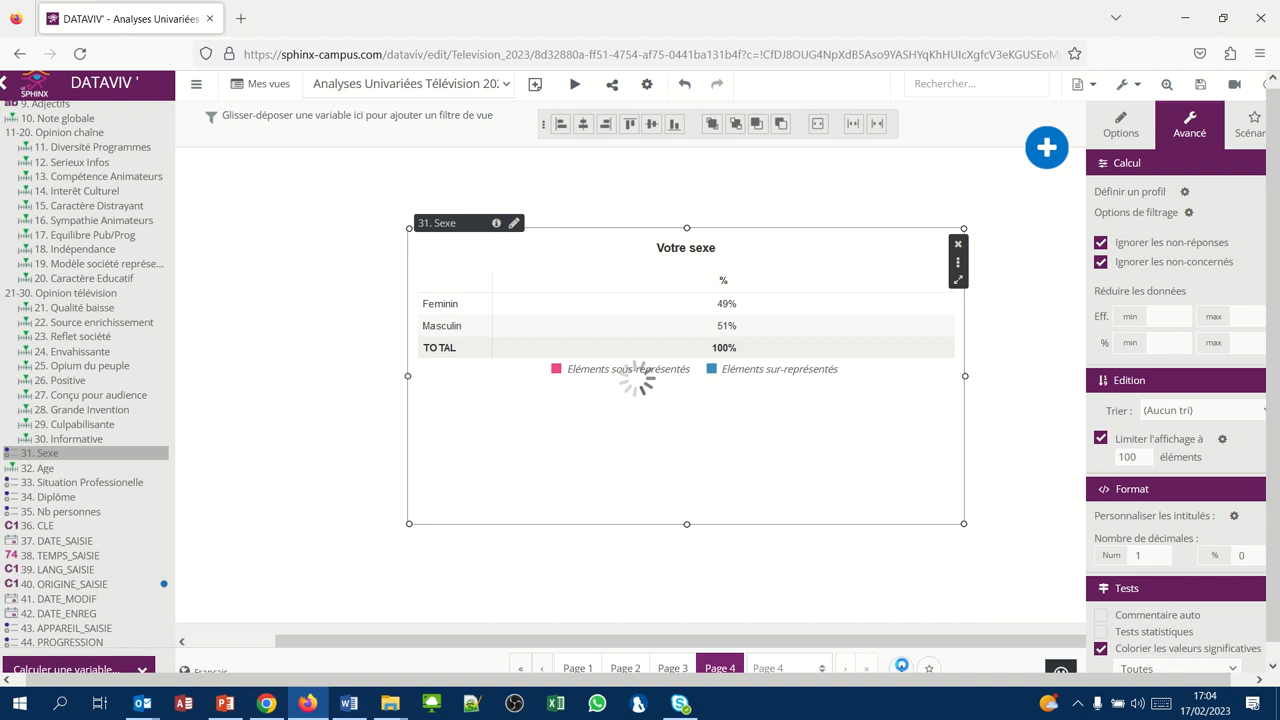 DATAVIV' - Analyses Univariées
https://sphinx-campus.com/dataviv/edit/Television_2023/8d32880a-ff51-4754-af75-0441ba131b4f?c=!CfDJ8OUG4NpXdB5Aso9YASHYqKhHUIcXgfcV3eKGUSEoM
LE SPHINX
DATAVIV '
Mes vues
Analyses Univariées Télévision 202
Rechercher...
Glisser-déposer une variable ici pour ajouter un filtre de vue
9. Adjectifs
10. Note globale
11-20. Opinion chaîne
11. Diversité Programmes
12. Serieux Infos
13. Compétence Animateurs
14. Interêt Culturel
15. Caractère Distrayant
16. Sympathie Animateurs
17. Equilibre Pub/Prog
18. Indépendance
19. Modèle société représe...
20. Caractère Educatif
21-30. Opinion télévision
21. Qualité baisse
22. Source enrichissement
23. Reflet société
24. Envahissante
25. Opium du peuple
26. Positive
27. Conçu pour audience
28. Grande Invention
29. Culpabilisante
30. Informative
31. Sexe
32. Age
33. Situation Professionelle
34. Diplôme
35. Nb personnes
36. CLE
37. DATE_SAISIE
38. TEMPS_SAISIE
39. LANG_SAISIE
40. ORIGINE_SAISIE
41. DATE_MODIF
42. DATE_ENREG
43. APPAREIL_SAISIE
44. PROGRESSION
Calculer une variable
31. Sexe
Votre sexe
%
Feminin 49%
Masculin 51%
TOTAL 100%
Eléments sous-représentés Eléments sur-représentés
Français
« ‹ Page 1 Page 2 Page 3 Page 4 Page 4 › »
Options
Avancé
Scénar
Calcul
Définir un profil
Options de filtrage
Ignorer les non-réponses
Ignorer les non-concernés
Réduire les données
Eff. min max
% min max
Edition
Trier : (Aucun tri)
Limiter l'affichage à
100 éléments
Format
Personnaliser les intitulés :
Nombre de décimales :
Num 1 % 0
Tests
Commentaire auto
Tests statistiques
Colorier les valeurs significatives
Toutes
17:04
17/02/2023